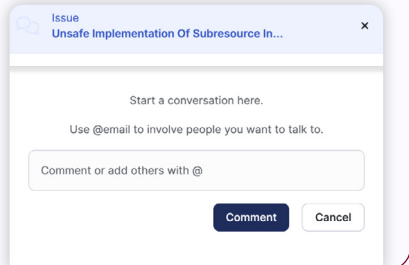 Issue
Unsafe Implementation Of Subresource In...
Start a conversation here.
Use @email to involve people you want to talk to.
Comment or add others with @
Comment Cancel